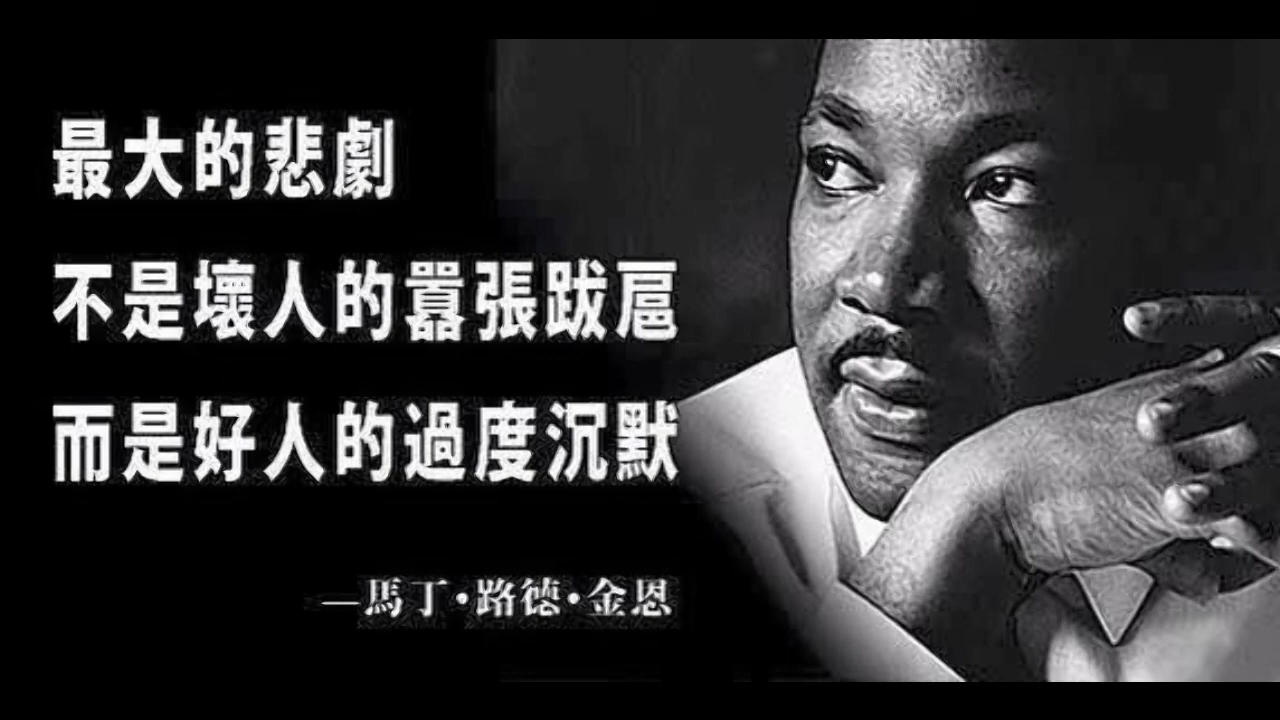 最大的悲劇
不是壞人的囂張跋扈
而是好人的過度沉默
—馬丁•路德•金恩